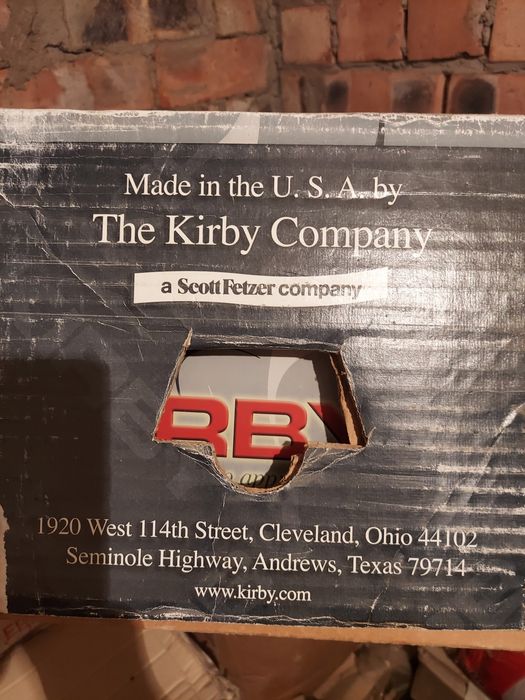 Made in the U. S. A. by
The Kirby Company
a Scott Fetzer company
RBY
1920 West 114th Street, Cleveland, Ohio 44102
Seminole Highway, Andrews, Texas 79714
www.kirby.com